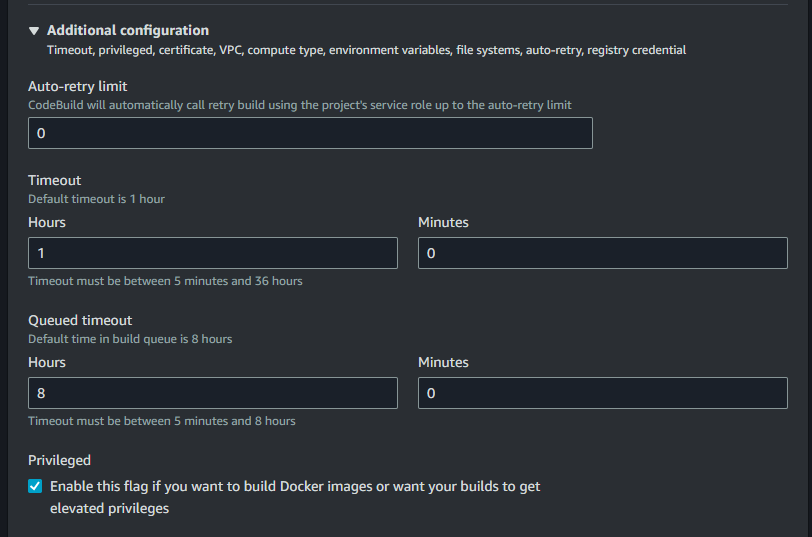 Additional configuration
Timeout, privileged, certificate, VPC, compute type, environment variables, file systems, auto-retry, registry credential
Auto-retry limit
CodeBuild will automatically call retry build using the project's service role up to the auto-retry limit
0
Timeout
Default timeout is 1 hour
Hours
Minutes
1
0
Timeout must be between 5 minutes and 36 hours
Queued timeout
Default time in build queue is 8 hours
Hours
Minutes
8
0
Timeout must be between 5 minutes and 8 hours
Privileged
Enable this flag if you want to build Docker images or want your builds to get
elevated privileges